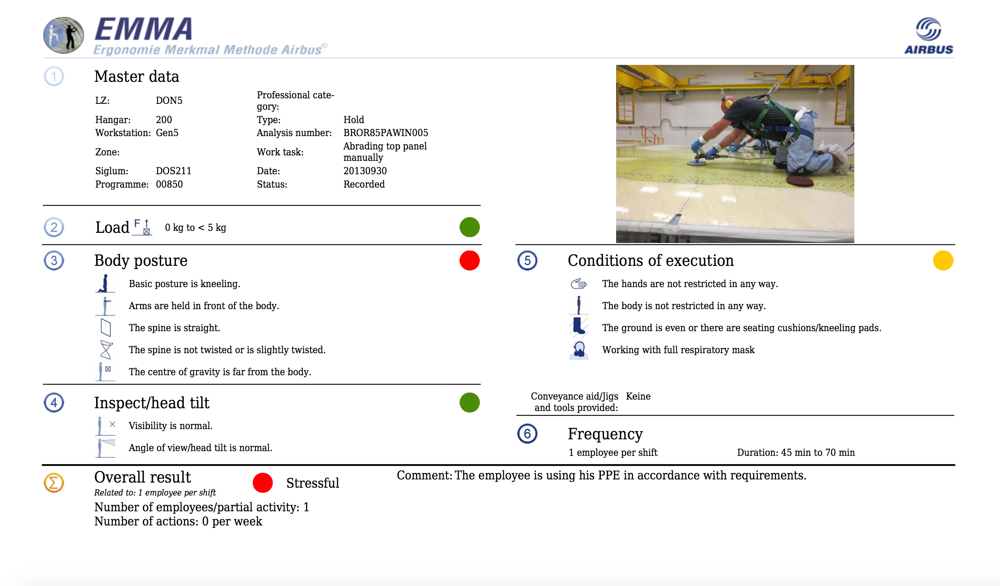 EMMA
Ergonomie Merkmal Methode Airbus©
AIRBUS
1 Master data
LZ: DON5 Professional cate-
gory:
Hangar: 200 Type: Hold
Workstation: Gen5 Analysis number: BROR85PAWIN005
Zone: Work task: Abrading top panel
manually
Siglum: DOS211 Date: 20130930
Programme: 00850 Status: Recorded
2 Load F 0 kg to < 5 kg
3 Body posture
Basic posture is kneeling.
Arms are held in front of the body.
The spine is straight.
The spine is not twisted or is slightly twisted.
The centre of gravity is far from the body.
4 Inspect/head tilt
Visibility is normal.
Angle of view/head tilt is normal.
5 Conditions of execution
The hands are not restricted in any way.
The body is not restricted in any way.
The ground is even or there are seating cushions/kneeling pads.
Working with full respiratory mask
Conveyance aid/Jigs Keine
and tools provided:
6 Frequency
1 employee per shift Duration: 45 min to 70 min
Σ Overall result Stressful
Related to: 1 employee per shift
Number of employees/partial activity: 1
Number of actions: 0 per week
Comment: The employee is using his PPE in accordance with requirements.